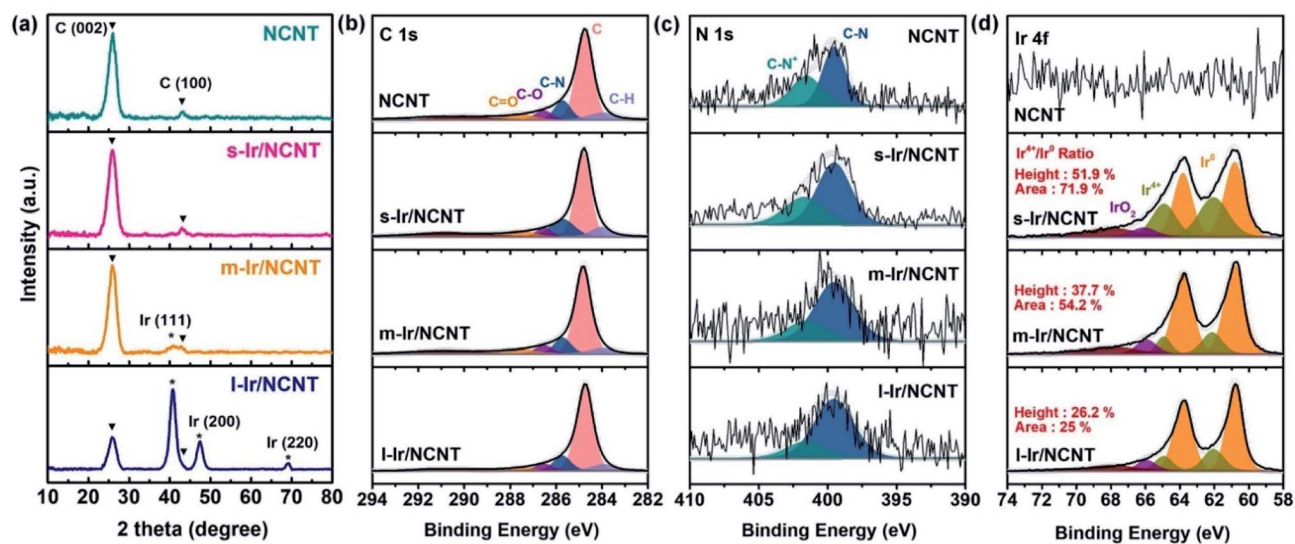 (a)
C (002)
NCNT
C (100)
s-Ir/NCNT
m-Ir/NCNT
Ir (111)
*
l-Ir/NCNT
*
Ir (200)
*
Ir (220)
*
10 20 30 40 50 60 70 80
2 theta (degree)
Intensity (a.u.)
(b)
C 1s
C
C-N
C-O
C=O
C-H
NCNT
s-Ir/NCNT
m-Ir/NCNT
l-Ir/NCNT
294 292 290 288 286 284 282
Binding Energy (eV)
(c)
N 1s
C-N
NCNT
C-N⁺
s-Ir/NCNT
m-Ir/NCNT
l-Ir/NCNT
410 405 400 395 390
Binding Energy (eV)
(d)
Ir 4f
NCNT
Ir⁴⁺/Ir⁰ Ratio
Height : 51.9 %
Area : 71.9 %
Ir⁰
Ir⁴⁺
IrO₂
s-Ir/NCNT
Height : 37.7 %
Area : 54.2 %
m-Ir/NCNT
Height : 26.2 %
Area : 25 %
l-Ir/NCNT
74 72 70 68 66 64 62 60 58
Binding Energy (eV)